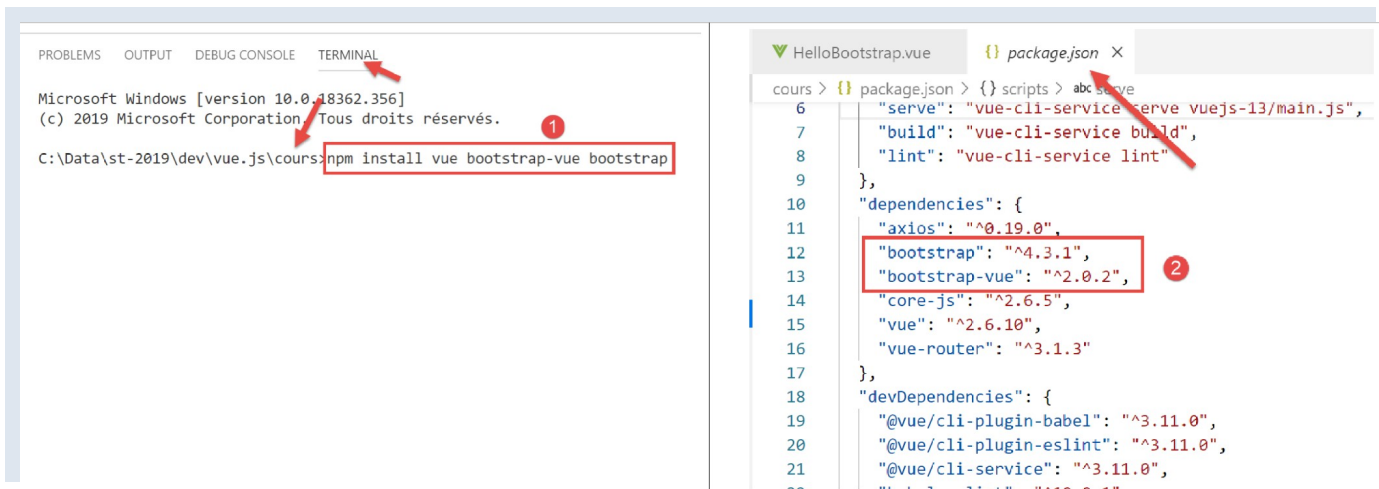 PROBLEMS OUTPUT DEBUG CONSOLE TERMINAL
Microsoft Windows [version 10.0.18362.356]
(c) 2019 Microsoft Corporation. Tous droits réservés.
1
C:\Data\st-2019\dev\vue.js\cours>npm install vue bootstrap-vue bootstrap
HelloBootstrap.vue {} package.json ×
cours > {} package.json > {} scripts > abc serve
6 "serve": "vue-cli-service serve vuejs-13/main.js",
7 "build": "vue-cli-service build",
8 "lint": "vue-cli-service lint"
9 },
10 "dependencies": {
11 "axios": "^0.19.0",
12 "bootstrap": "^4.3.1",
13 "bootstrap-vue": "^2.0.2",
2
14 "core-js": "^2.6.5",
15 "vue": "^2.6.10",
16 "vue-router": "^3.1.3"
17 },
18 "devDependencies": {
19 "@vue/cli-plugin-babel": "^3.11.0",
20 "@vue/cli-plugin-eslint": "^3.11.0",
21 "@vue/cli-service": "^3.11.0",